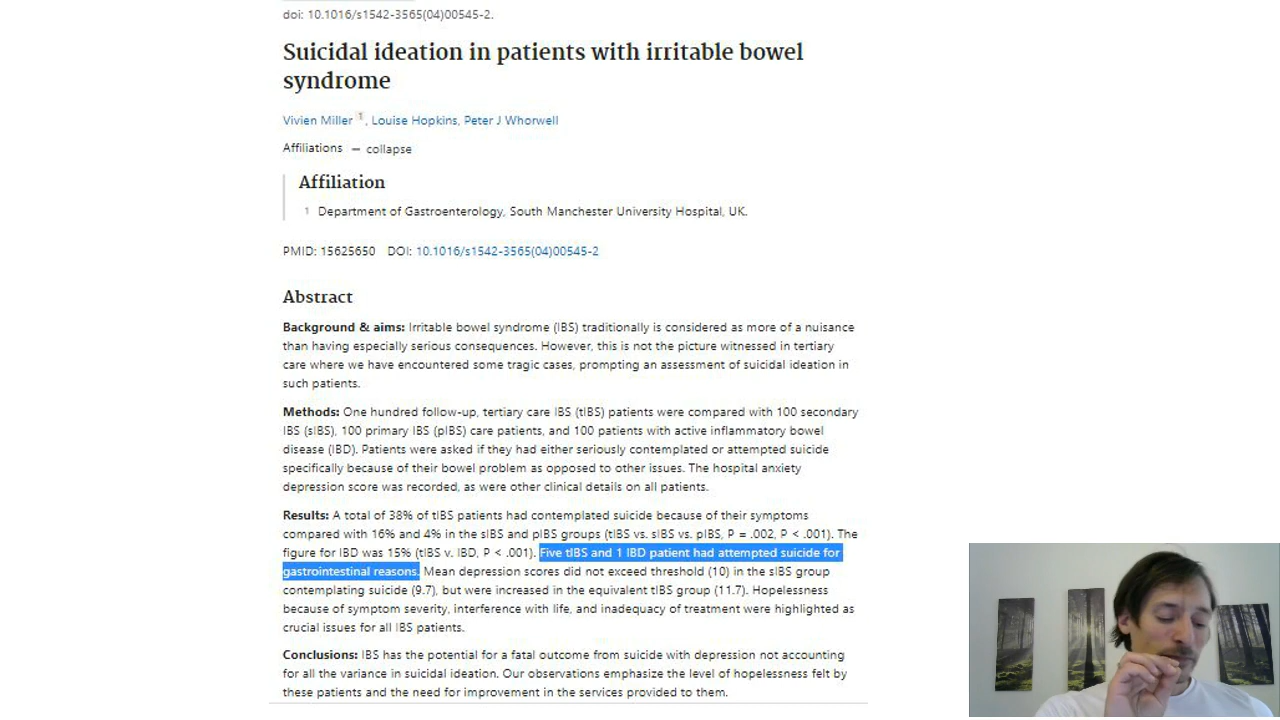 doi: 10.1016/s1542-3565(04)00545-2.
Suicidal ideation in patients with irritable bowel
syndrome
Vivien Miller 1, Louise Hopkins, Peter J Whorwell
Affiliations – collapse
Affiliation
1 Department of Gastroenterology, South Manchester University Hospital, UK.
PMID: 15625650 DOI: 10.1016/s1542-3565(04)00545-2
Abstract
Background & aims: Irritable bowel syndrome (IBS) traditionally is considered as more of a nuisance
than having especially serious consequences. However, this is not the picture witnessed in tertiary
care where we have encountered some tragic cases, prompting an assessment of suicidal ideation in
such patients.
Methods: One hundred follow-up, tertiary care IBS (tIBS) patients were compared with 100 secondary
IBS (sIBS), 100 primary IBS (pIBS) care patients, and 100 patients with active inflammatory bowel
disease (IBD). Patients were asked if they had either seriously contemplated or attempted suicide
specifically because of their bowel problem as opposed to other issues. The hospital anxiety
depression score was recorded, as were other clinical details on all patients.
Results: A total of 38% of tIBS patients had contemplated suicide because of their symptoms
compared with 16% and 4% in the sIBS and pIBS groups (tIBS vs. sIBS vs. pIBS, P = .002, P < .001). The
figure for IBD was 15% (tIBS v. IBD, P < .001). Five tIBS and 1 IBD patient had attempted suicide for
gastrointestinal reasons. Mean depression scores did not exceed threshold (10) in the sIBS group
contemplating suicide (9.7), but were increased in the equivalent tIBS group (11.7). Hopelessness
because of symptom severity, interference with life, and inadequacy of treatment were highlighted as
crucial issues for all IBS patients.
Conclusions: IBS has the potential for a fatal outcome from suicide with depression not accounting
for all the variance in suicidal ideation. Our observations emphasize the level of hopelessness felt by
these patients and the need for improvement in the services provided to them.